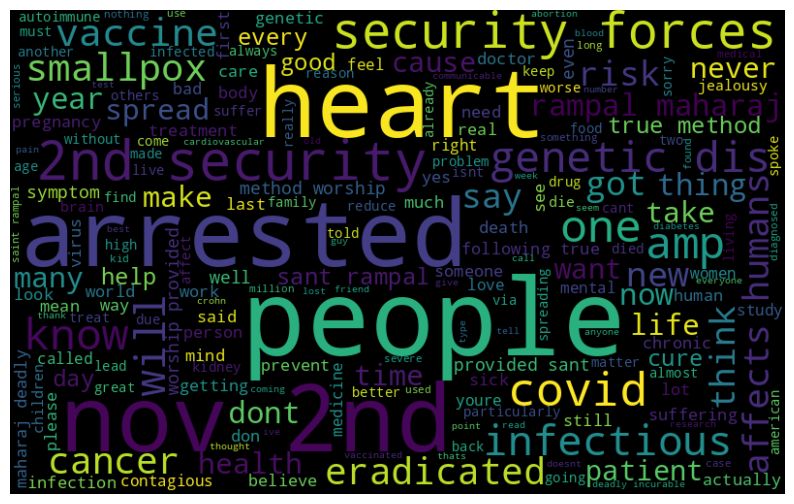 autoimmune nothing use genetic abortion blood
must another infected always first even long medical
vaccine every security forces
smallpox good feel cause doctor keep worse sorry never
others bad care reason communicable number jealousy
year spread body heart already risk
serious test suffer really need rampal maharaj
pregnancy treatment real food two true method
without come cardiovascular old right something found spoke
age made live 2nd security problem isnt genetic dis
pain method worship yes week
symptom find make say see drug got thing
saint rampal brain last family reduce much die cant take
virus best told death died living diagnosed
high kid affect guy following true one amp
arrested someone seem diabetes everyone
many help well sant rampal love want new now women
look world work call via human humans
mean way crohn million lost friend give mental study
treat due said people spreading life
know will worship provided person kidney type tell anyone chronic
thank called lead mind prevent severe provided sant matter cure almost
day great getting time sick think affects
maharaj deadly children please nov 2nd coming better used medicine youre covid lot suffering
dont particularly still american
don ive back point read infectious
cancer thought vaccinated thats going doesnt research case
infection contagious health believe eradicated deadly incurable patient actually